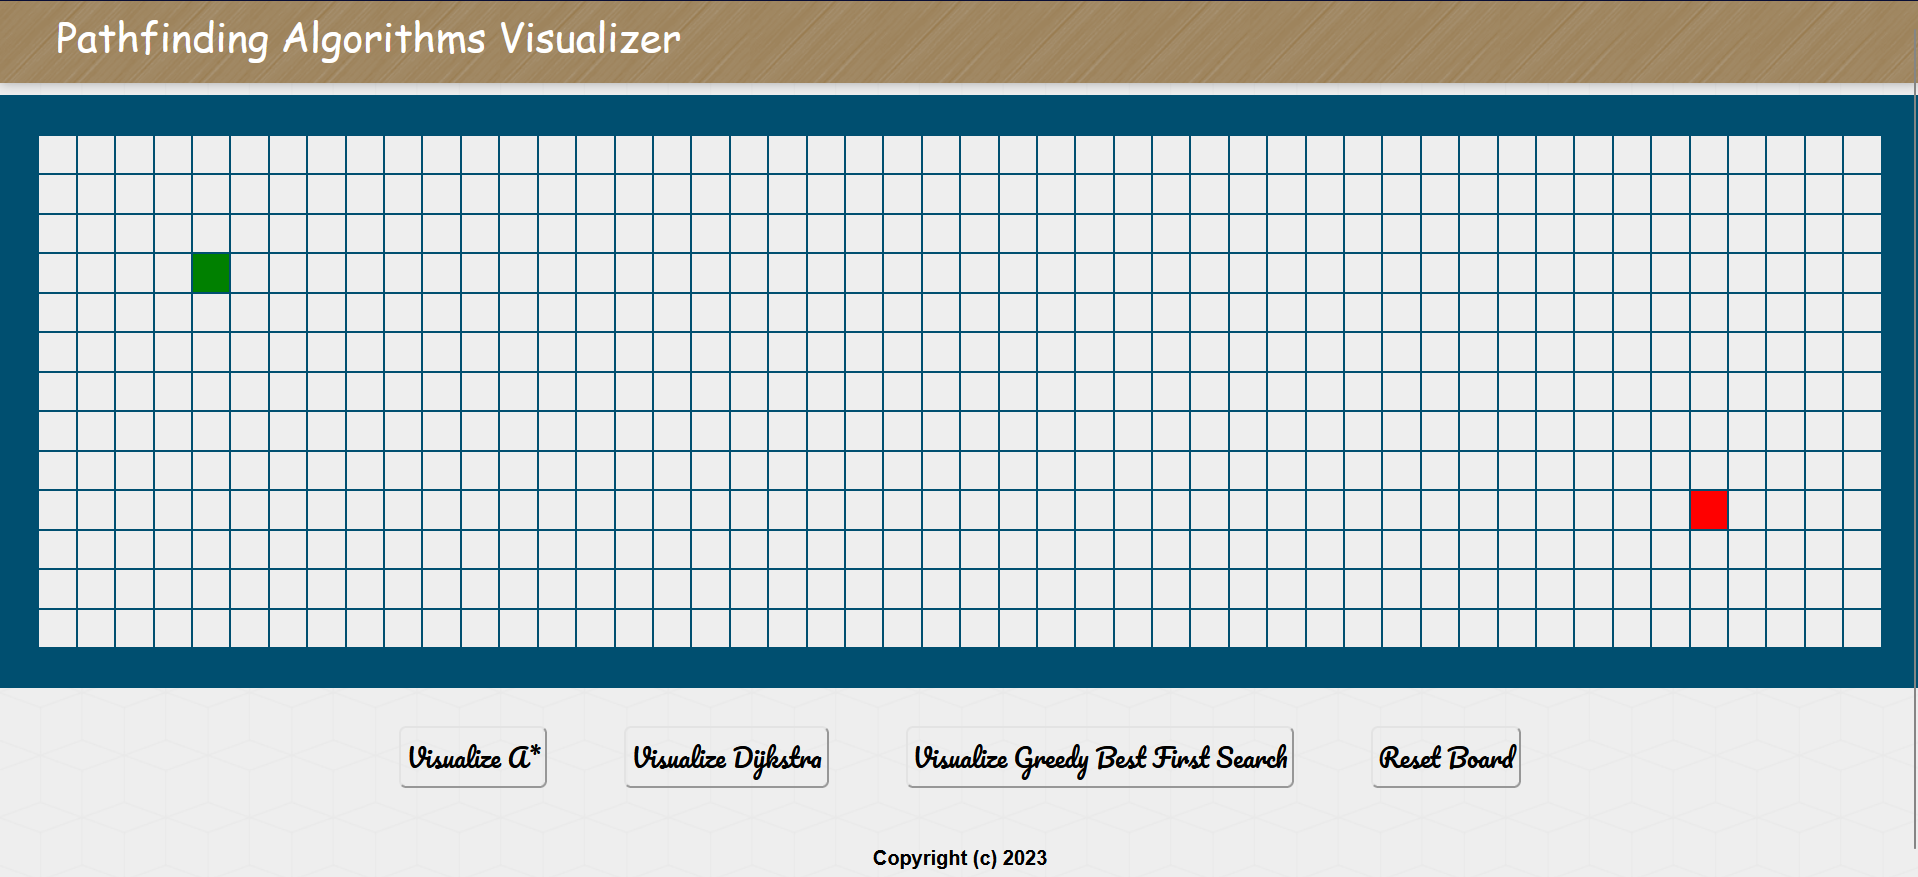 Pathfinding Algorithms Visualizer
Visualize A*
Visualize Dijkstra
Visualize Greedy Best First Search
Reset Board
Copyright (c) 2023